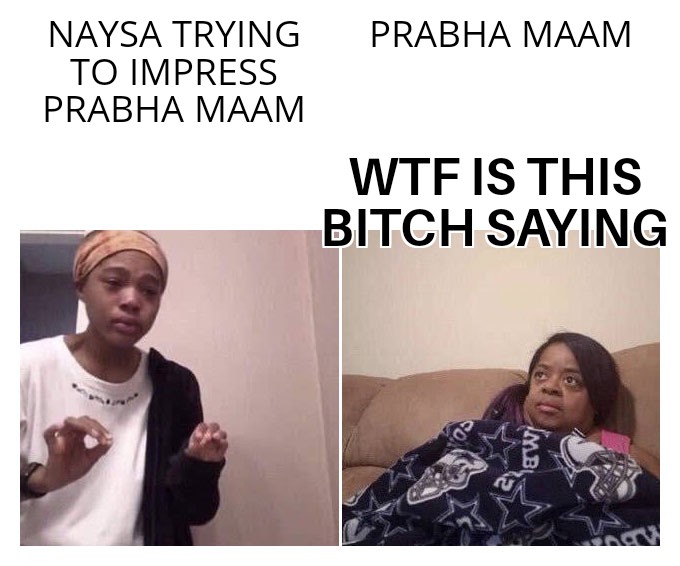 NAYSA TRYING
TO IMPRESS
PRABHA MAAM
PRABHA MAAM
WTF IS THIS
BITCH SAYING